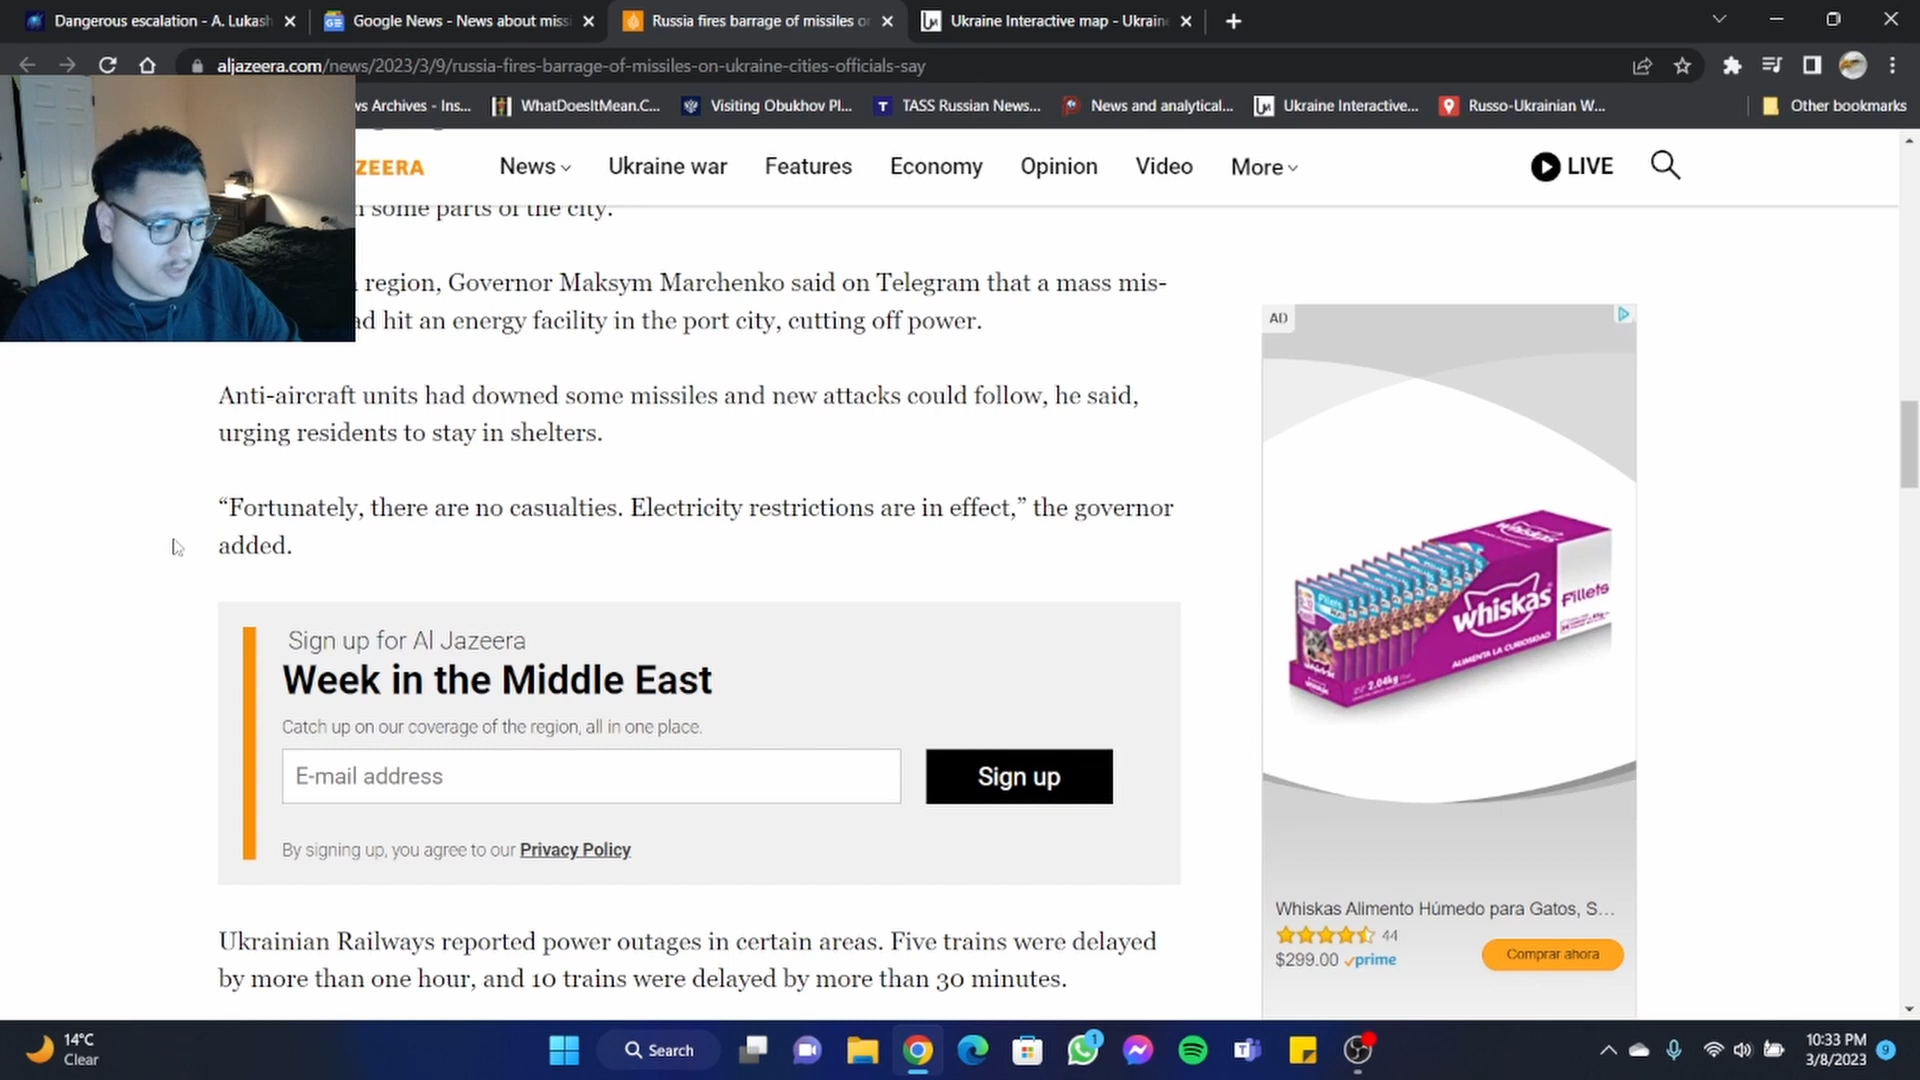 Dangerous escalation - A. Lukash
Google News - News about miss
Russia fires barrage of missiles o
Ukraine Interactive map - Ukrain
aljazeera.com/news/2023/3/9/russia-fires-barrage-of-missiles-on-ukraine-cities-officials-say
ws Archives - Ins...
WhatDoesItMean.C...
Visiting Obukhov Pl...
TASS Russian News...
News and analytical...
Ukraine Interactive...
Russo-Ukrainian W...
Other bookmarks
ZEERA
News
Ukraine war
Features
Economy
Opinion
Video
More
LIVE
some parts of the city.
region, Governor Maksym Marchenko said on Telegram that a mass mis-
hit an energy facility in the port city, cutting off power.
Anti-aircraft units had downed some missiles and new attacks could follow, he said,
urging residents to stay in shelters.
“Fortunately, there are no casualties. Electricity restrictions are in effect,” the governor
added.
Sign up for Al Jazeera
Week in the Middle East
Catch up on our coverage of the region, all in one place.
E-mail address
Sign up
By signing up, you agree to our Privacy Policy
Ukrainian Railways reported power outages in certain areas. Five trains were delayed
by more than one hour, and 10 trains were delayed by more than 30 minutes.
AD
whiskas
Fillets
whiskas
ALIMENTA LA CURIOSIDAD
2.04kg
Whiskas Alimento Húmedo para Gatos, S...
44
$299.00 prime
Comprar ahora
14°C
Clear
Search
1
10:33 PM
3/8/2023
9